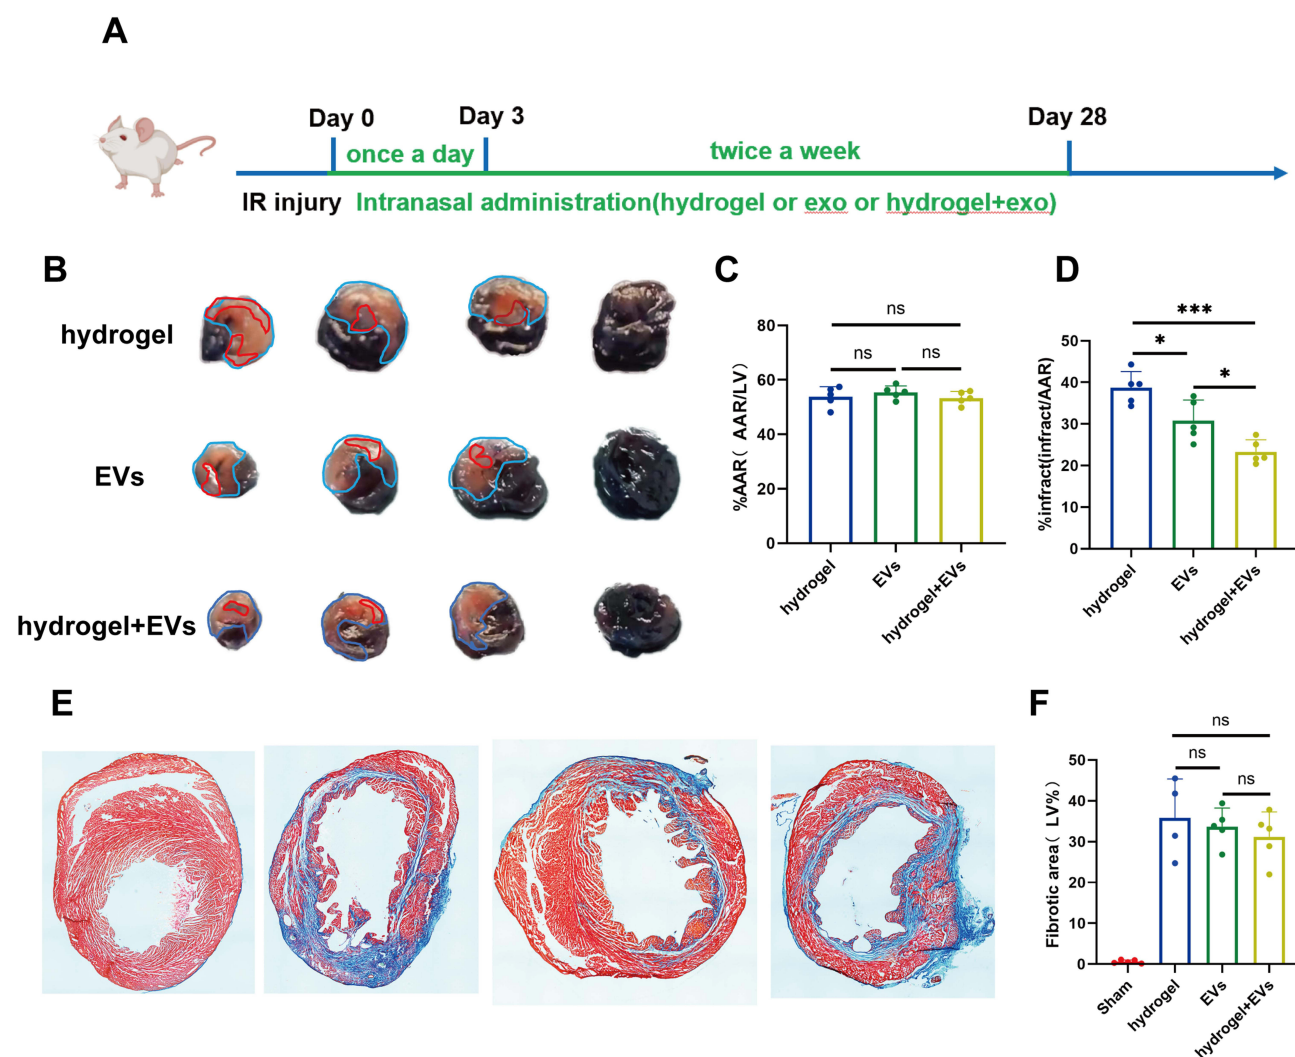 A
Day 0
Day 3
Day 28
once a day
twice a week
IR injury
Intranasal administration(hydrogel or exo or hydrogel+exo)
B
hydrogel
EVs
hydrogel+EVs
C
ns
ns
ns
%AAR( AAR/LV)
80
60
40
20
0
hydrogel
EVs
hydrogel+EVs
D
***
*
*
%infract(infract/AAR)
50
40
30
20
10
0
hydrogel
EVs
hydrogel+EVs
E
F
ns
ns
ns
Fibrotic area( LV%)
50
40
30
20
10
0
Sham
hydrogel
EVs
hydrogel+EVs